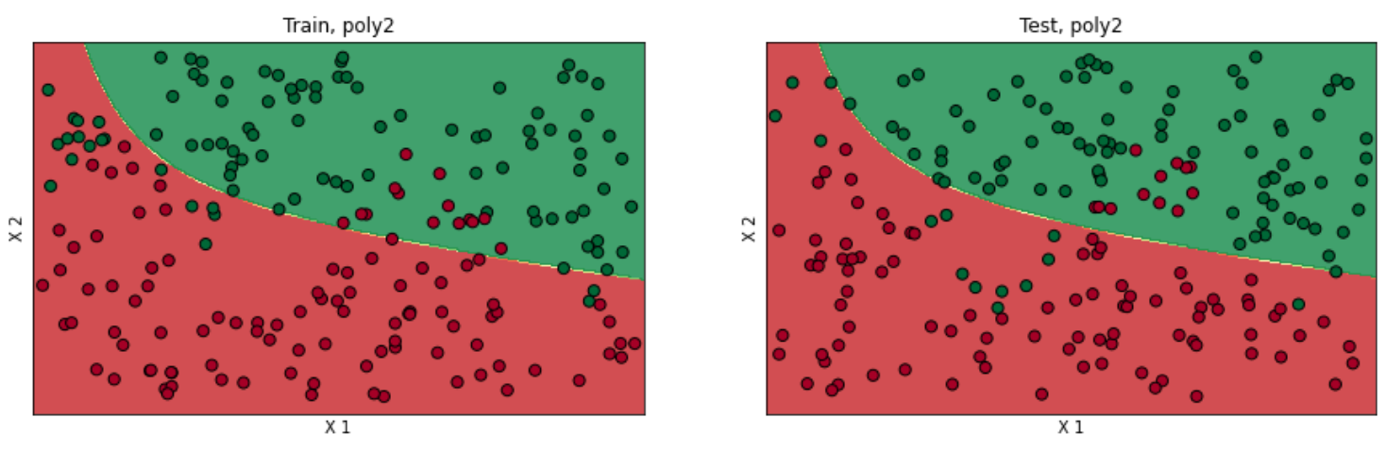 Train, poly2
X 2
X 1
Test, poly2
X 2
X 1